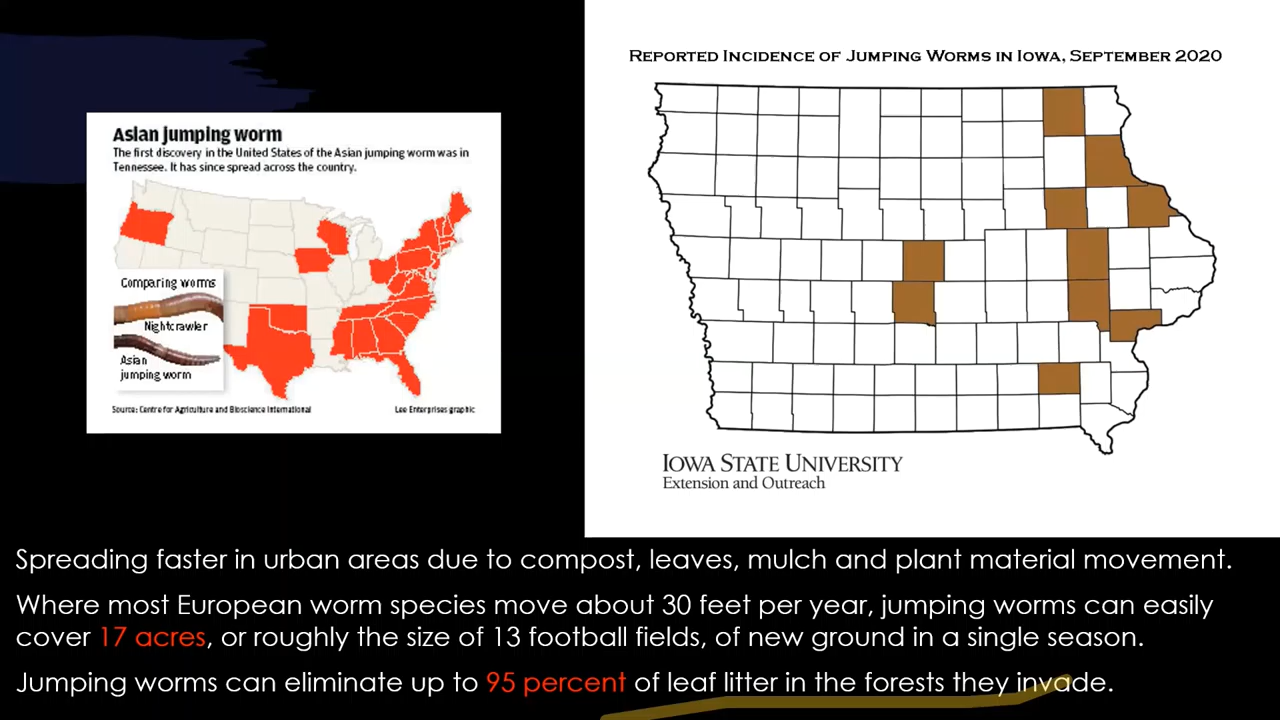 Asian jumping worm
The first discovery in the United States of the Asian jumping worm was in
Tennessee. It has since spread across the country.
Comparing worms
Nightcrawler
Asian
jumping worm
Source: Centre for Agriculture and Bioscience International
Lee Enterprises graphic
REPORTED INCIDENCE OF JUMPING WORMS IN IOWA, SEPTEMBER 2020
IOWA STATE UNIVERSITY
Extension and Outreach
Spreading faster in urban areas due to compost, leaves, mulch and plant material movement.
Where most European worm species move about 30 feet per year, jumping worms can easily
cover 17 acres, or roughly the size of 13 football fields, of new ground in a single season.
Jumping worms can eliminate up to 95 percent of leaf litter in the forests they invade.